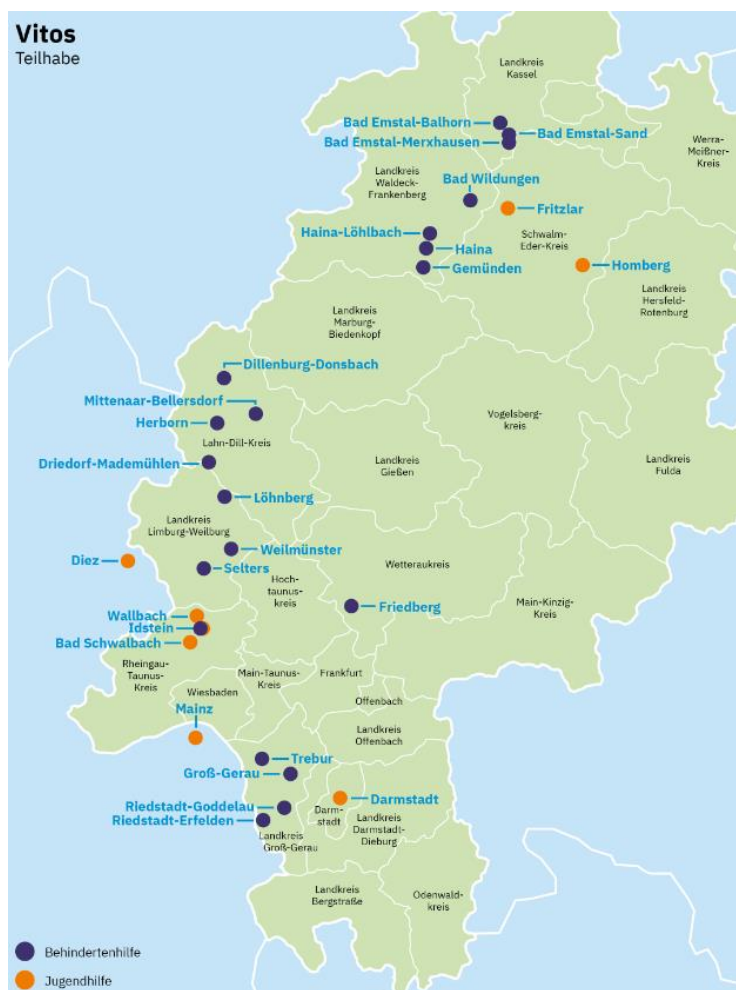 Vitos
Teilhabe
Landkreis
Kassel
Bad Emstal-Balhorn
Bad Emstal-Sand
Bad Emstal-Merxhausen
Werra-
Meißner-
Kreis
Landkreis
Waldeck-
Frankenberg
Bad Wildungen
Fritzlar
Haina-Löhlbach
Schwalm-
Eder-Kreis
Haina
Gemünden
Homberg
Landkreis
Hersfeld-
Rotenburg
Landkreis
Marburg-
Biedenkopf
Dillenburg-Donsbach
Mittenaar-Bellersdorf
Herborn
Lahn-Dill-Kreis
Vogelsberg-
kreis
Driedorf-Mademühlen
Landkreis
Gießen
Landkreis
Fulda
Löhnberg
Landkreis
Limburg-Weilburg
Weilmünster
Diez
Selters
Hoch-
taunus-
kreis
Wetteraukreis
Friedberg
Main-Kinzig-
Kreis
Wallbach
Idstein
Bad Schwalbach
Rheingau-
Taunus-
Kreis
Main-Taunus-
Kreis
Frankfurt
Wiesbaden
Offenbach
Mainz
Landkreis
Offenbach
Trebur
Groß-Gerau
Darmstadt
Riedstadt-Goddelau
Riedstadt-Erfelden
Darm-
stadt
Landkreis
Darmstadt-
Dieburg
Landkreis
Groß-Gerau
Landkreis
Bergstraße
Odenwald-
kreis
Behindertenhilfe
Jugendhilfe